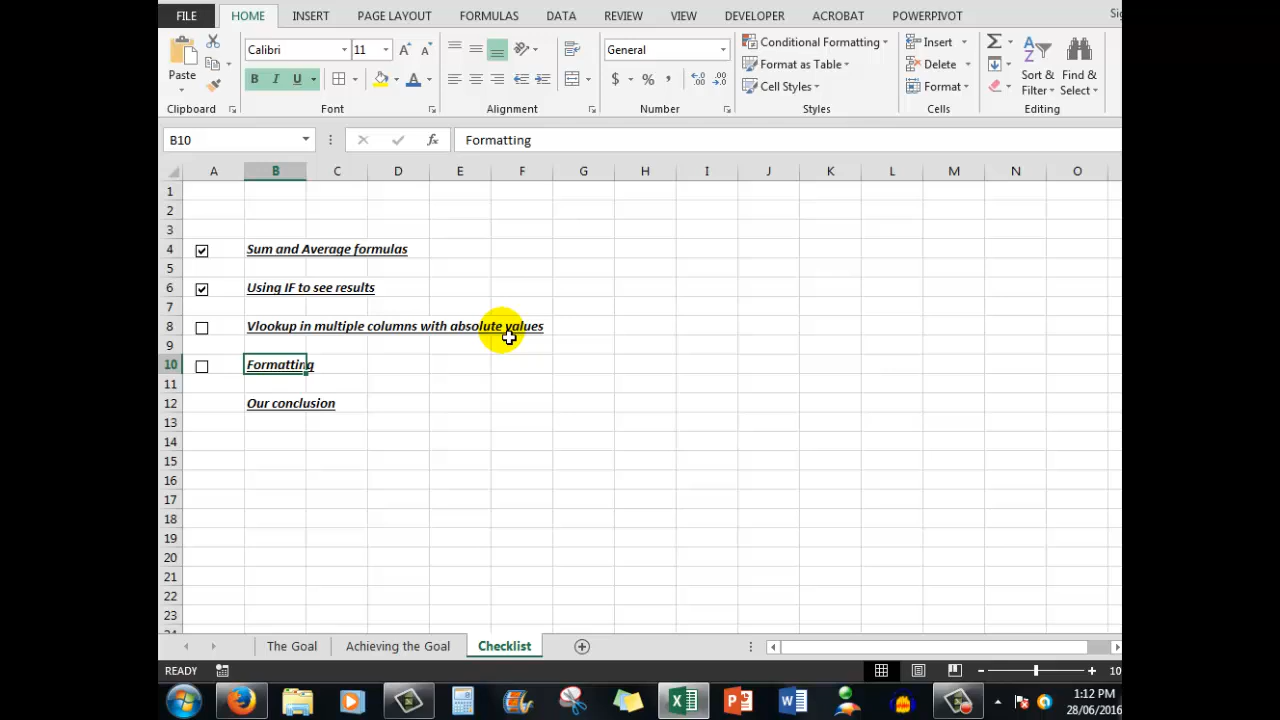 FILE HOME INSERT PAGE LAYOUT FORMULAS DATA REVIEW VIEW DEVELOPER ACROBAT POWERPIVOT
Calibri 11 General Conditional Formatting Insert Σ
Paste Format as Table Delete Sort & Find &
B I U A $ % , Cell Styles Format Filter Select
Clipboard Font Alignment Number Styles Cells Editing
B10 fx Formatting
A B C D E F G H I J K L M N O
1
2
3
4 Sum and Average formulas
5
6 Using IF to see results
7
8 Vlookup in multiple columns with absolute values
9
10 Formatting
11
12 Our conclusion
13
14
15
16
17
18
19
20
21
22
23
The Goal Achieving the Goal Checklist
READY 10
1:12 PM
28/06/2016